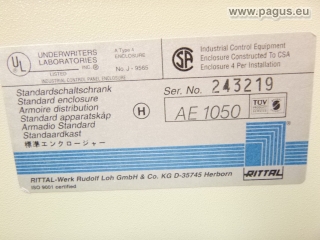 www.pagus.eu
UL
UNDERWRITERS
LABORATORIES
INC.®
LISTED
INDUSTRIAL CONTROL PANEL ENCLOSURE
A Type 1
ENCLOSURE
No. J - 9565
SA
Industrial Control Equipment
Enclosure Constructed To CSA
Enclosure 4 Per Installation
Standardschaltschrank
Standard enclosure
Armoire distribution
Standard apparatskåp
Armadio Standard
Standaardkast
標準エンクロージャー
H
Ser. No. 243219
AE 1050
TÜV
RITTAL-Werk Rudolf Loh GmbH & Co. KG D-35745 Herborn
ISO 9001 certified
RITTAL